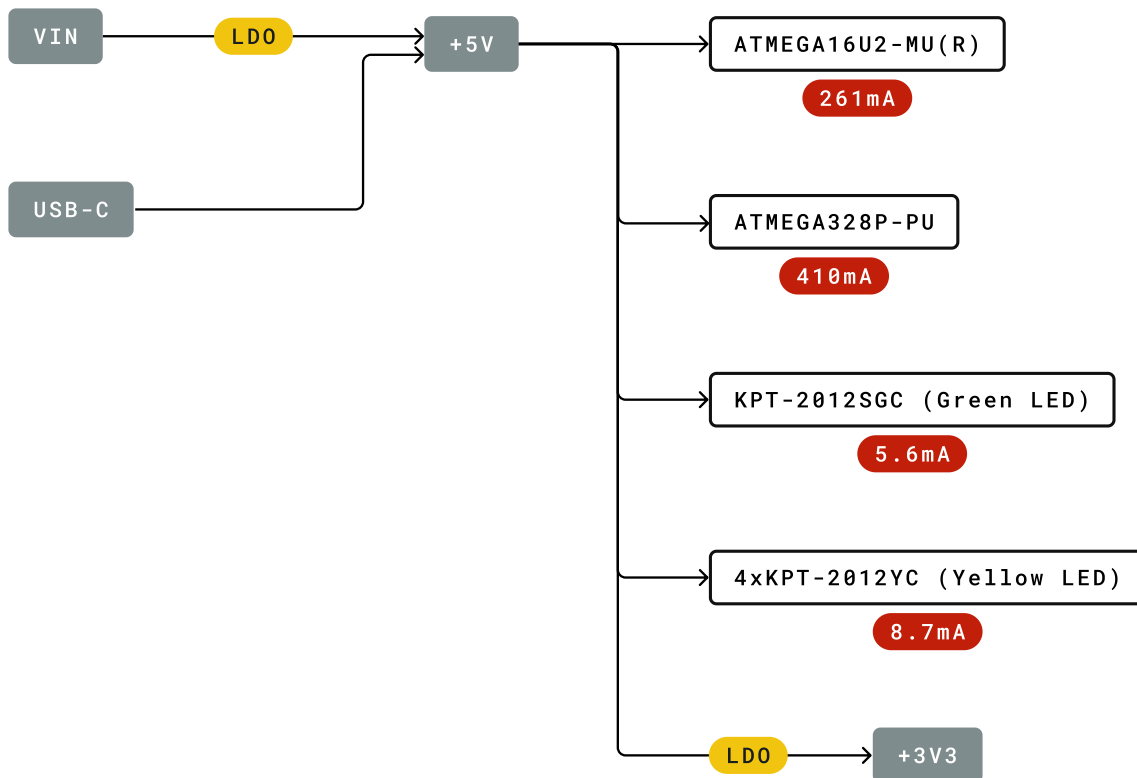 VIN
LDO
+5V
ATMEGA16U2-MU(R)
261mA
USB-C
ATMEGA328P-PU
410mA
KPT-2012SGC (Green LED)
5.6mA
4xKPT-2012YC (Yellow LED)
8.7mA
LDO
+3V3